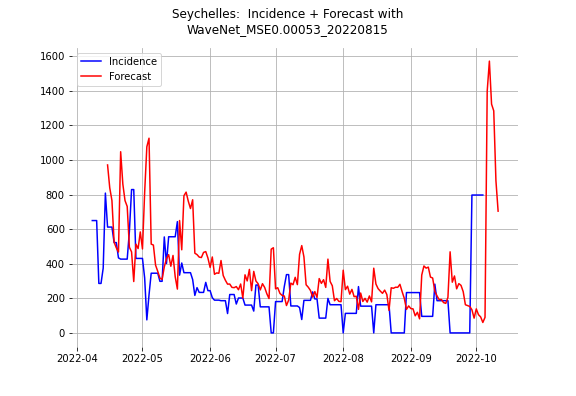 Seychelles:  Incidence + Forecast with
WaveNet_MSE0.00053_20220815
Incidence
Forecast
1600
1400
1200
1000
800
600
400
200
0
2022-04 2022-05 2022-06 2022-07 2022-08 2022-09 2022-10